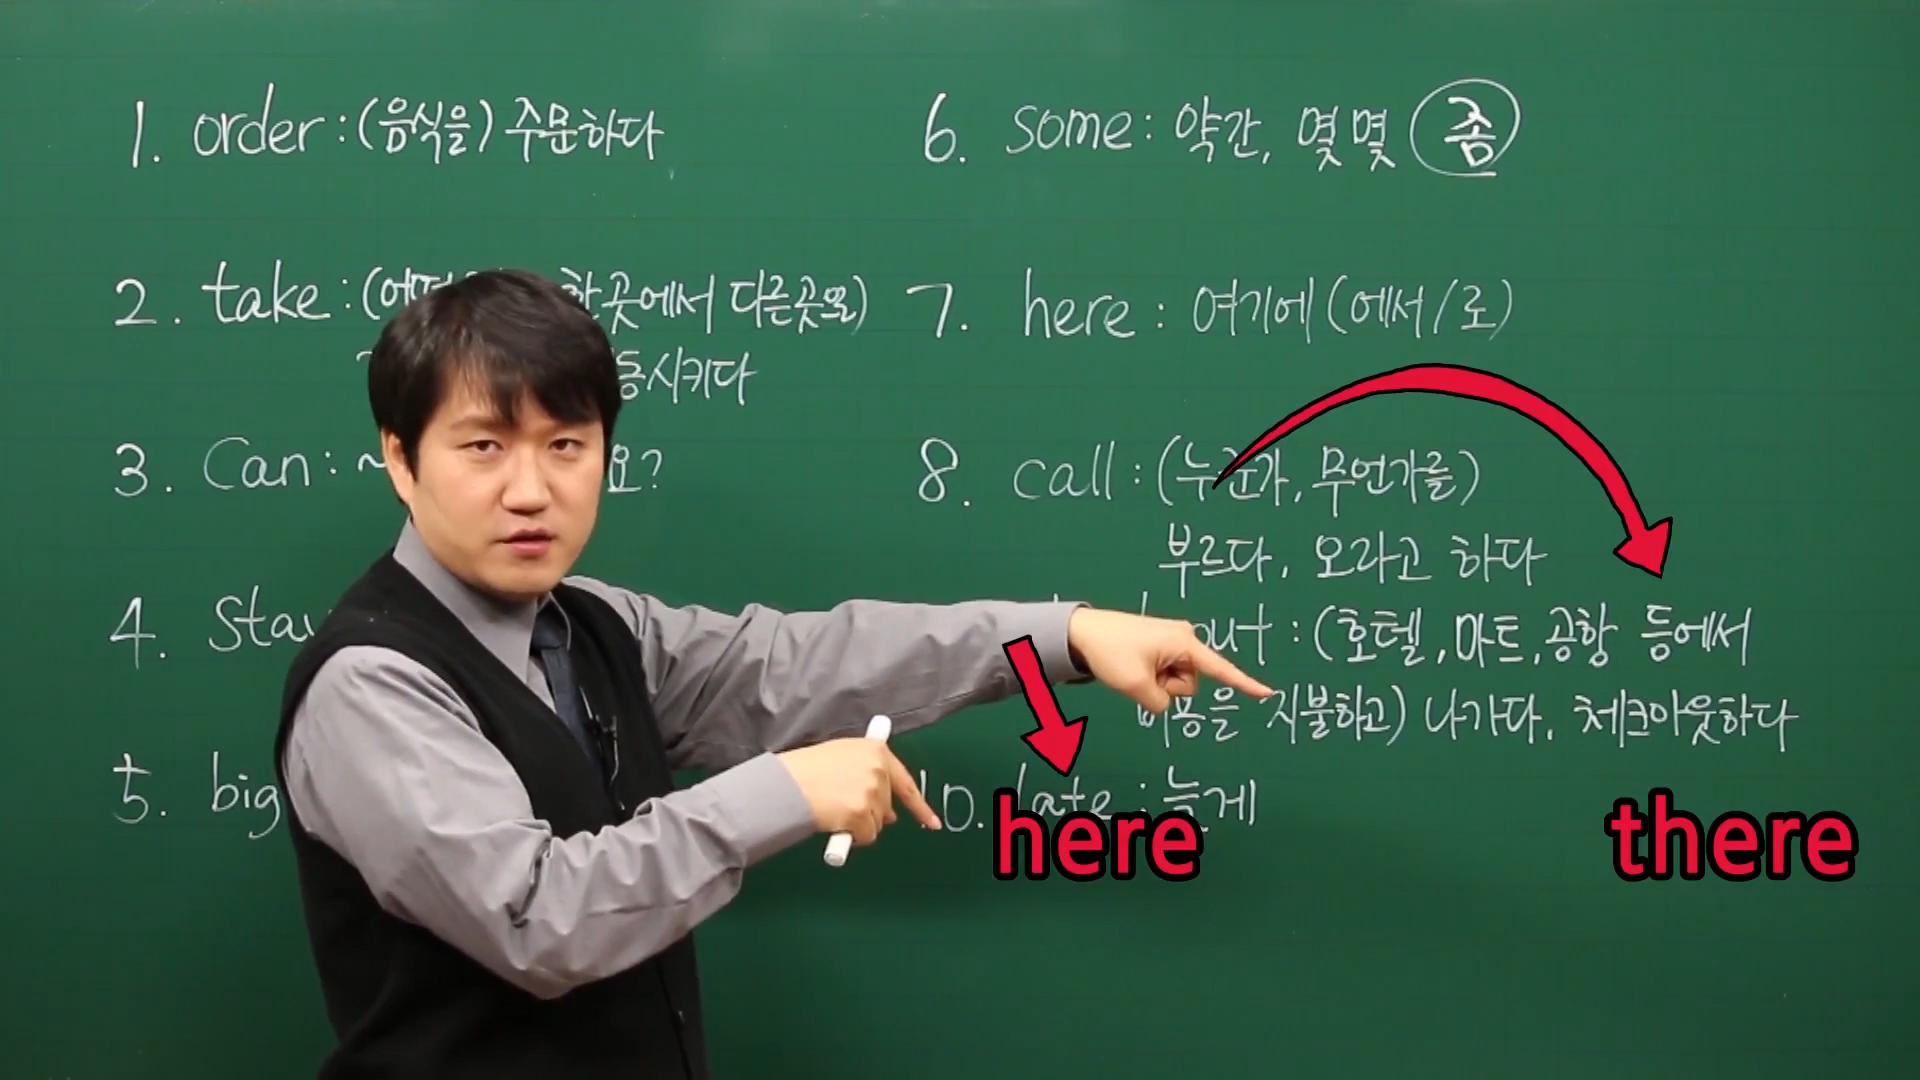 1. order : (음식을) 주문하다
2. take : 한곳에서 다른곳으로)
동시키다
3. Can : ~ 요?
4. Stay
5. big
6. some : 약간, 몇몇 좀
7. here : 여기에 (에서/로)
8. call : (누군가, 무언가를)
부르다, 오라고 하다
out : (호텔, 마트, 공항 등에서
비용을 지불하고) 나가다, 체크아웃하다
10. late : 늦게
here
there